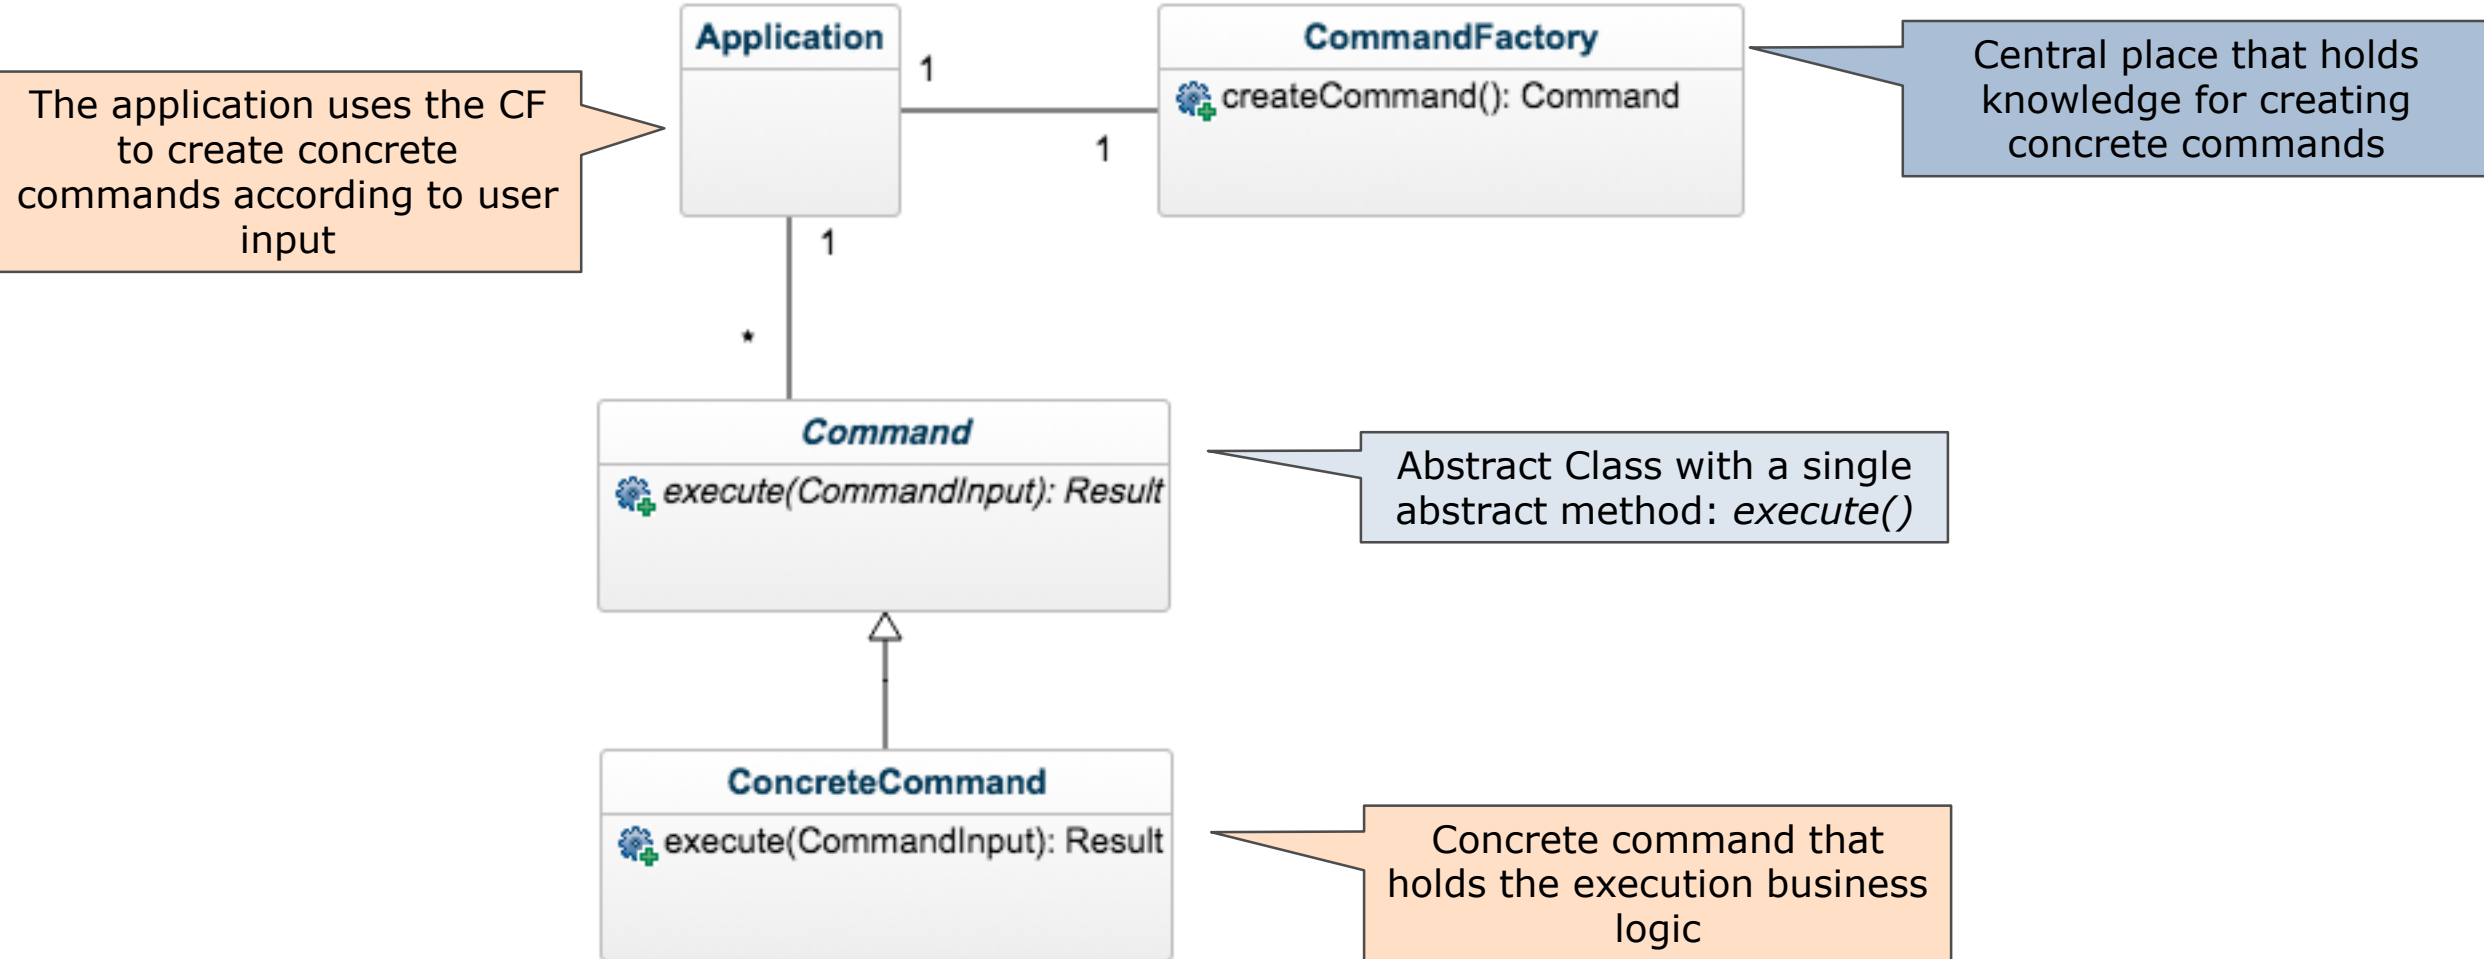 Application
1
CommandFactory
createCommand(): Command
1
Central place that holds
knowledge for creating
concrete commands
The application uses the CF
to create concrete
commands according to user
input
1
*
Command
execute(CommandInput): Result
Abstract Class with a single
abstract method: execute()
ConcreteCommand
execute(CommandInput): Result
Concrete command that
holds the execution business
logic